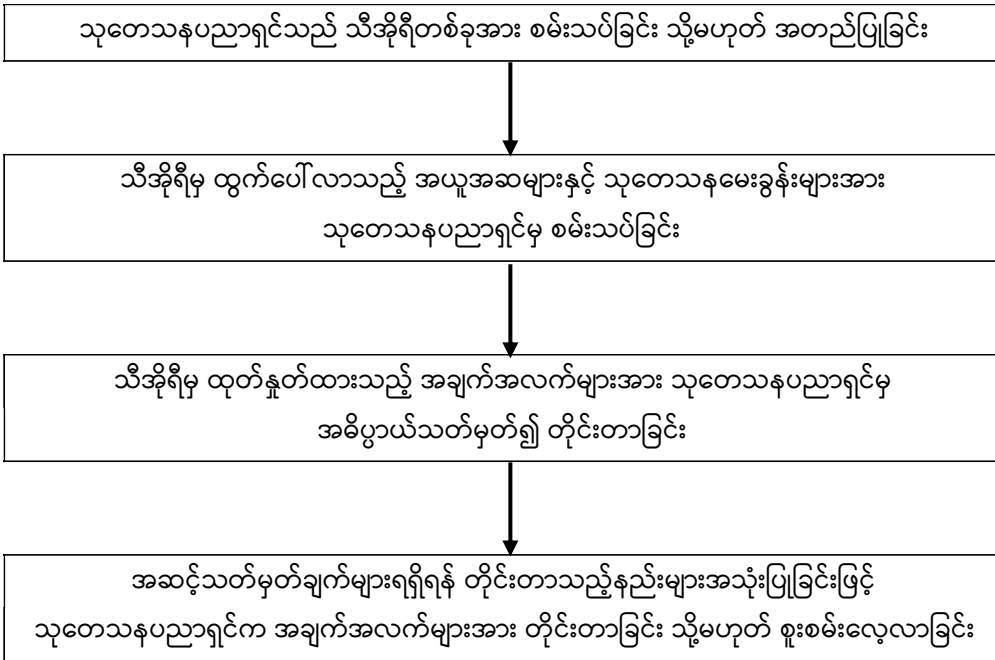 သုတေသနပညာရှင်သည် သီအိုရီတစ်ခုအား စမ်းသပ်ခြင်း သို့မဟုတ် အတည်ပြုခြင်း
သီအိုရီမှ ထွက်ပေါ်လာသည့် အယူအဆများနှင့် သုတေသနမေးခွန်းများအား
သုတေသနပညာရှင်မှ စမ်းသပ်ခြင်း
သီအိုရီမှ ထုတ်နှုတ်ထားသည့် အချက်အလက်များအား သုတေသနပညာရှင်မှ
အဓိပ္ပာယ်သတ်မှတ်၍ တိုင်းတာခြင်း
အဆင့်သတ်မှတ်ချက်များရရှိရန် တိုင်းတာသည့်နည်းများအသုံးပြုခြင်းဖြင့်
သုတေသနပညာရှင်က အချက်အလက်များအား တိုင်းတာခြင်း သို့မဟုတ် စူးစမ်းလေ့လာခြင်း